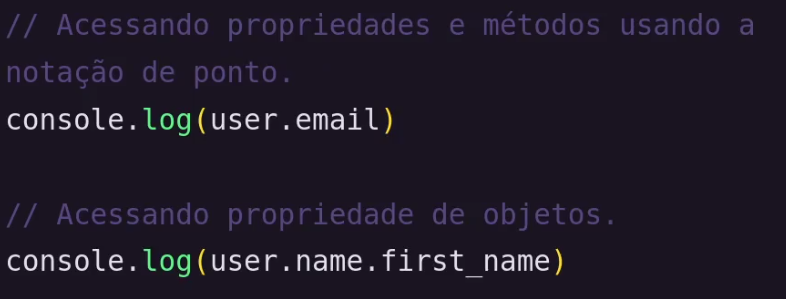 // Acessando propriedades e métodos usando a
notação de ponto.
console.log(user.email)
// Acessando propriedade de objetos.
console.log(user.name.first_name)